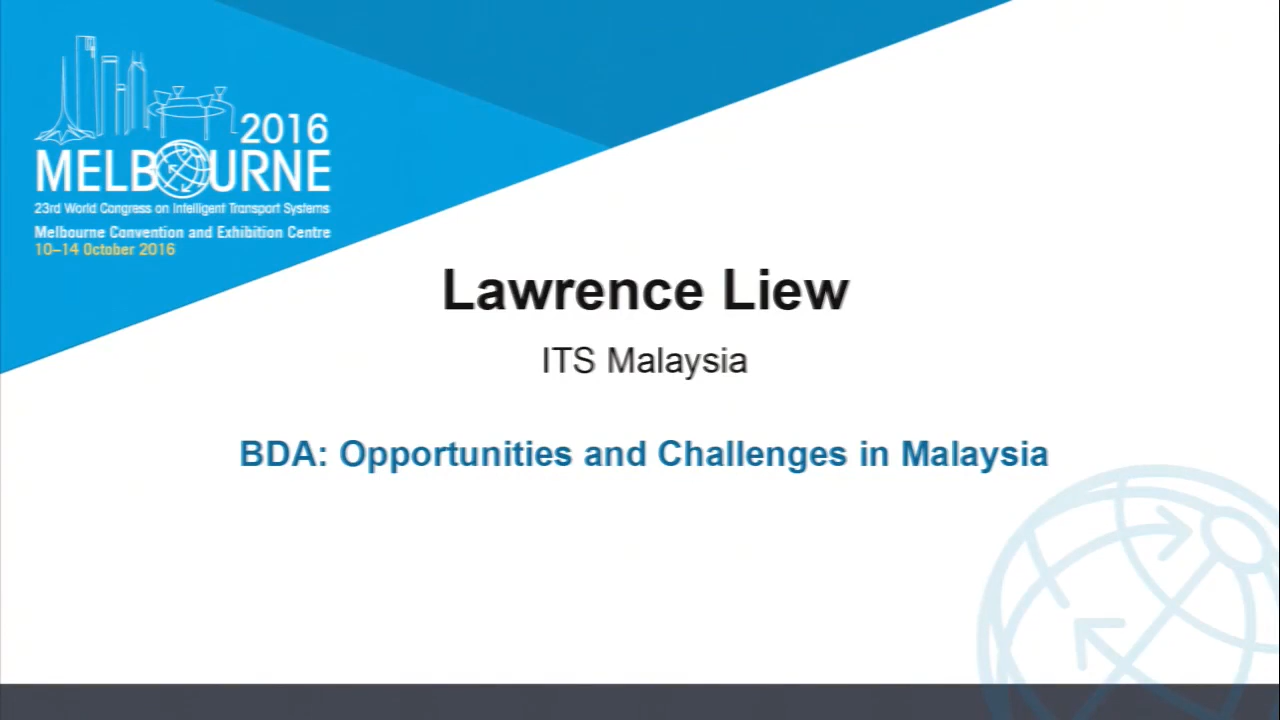 2016
MELBOURNE
23rd World Congress on Intelligent Transport Systems
Melbourne Convention and Exhibition Centre
10–14 October 2016
Lawrence Liew
ITS Malaysia
BDA: Opportunities and Challenges in Malaysia